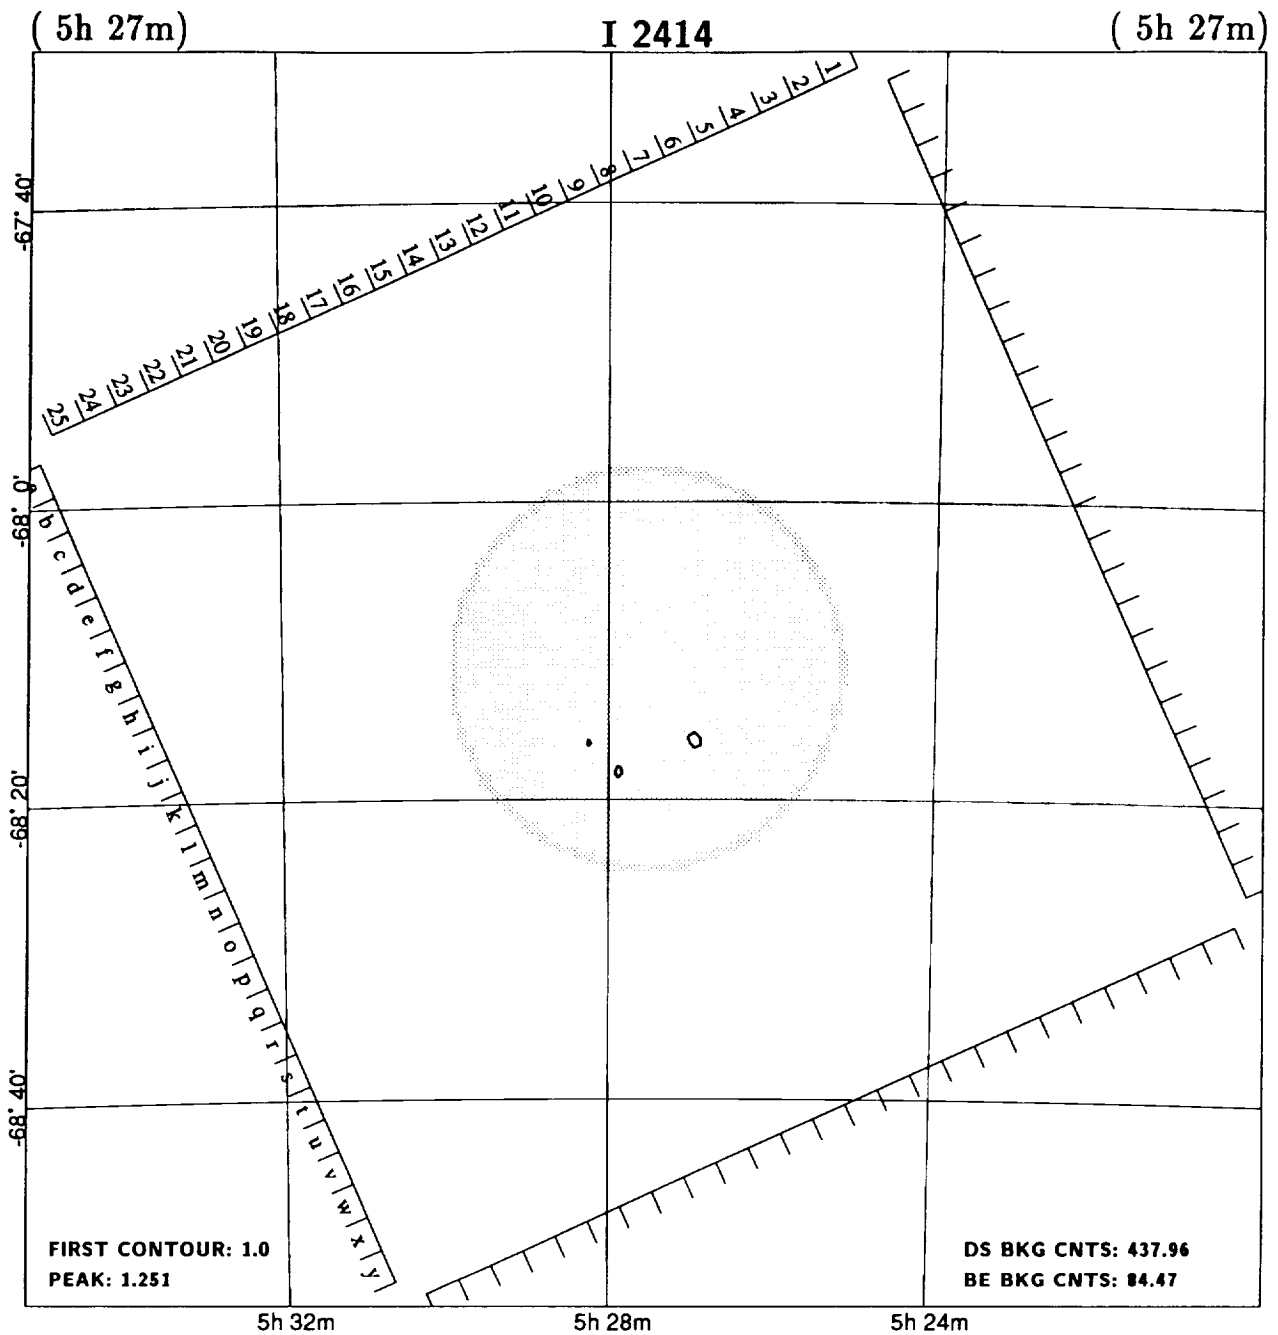 ( 5h 27m)
I 2414
( 5h 27m)
1 2 3 4 5 6 7 8 9 10 11 12 13 14 15 16 17 18 19 20 21 22 23 24 25
-67° 40'
-68° 0'
-68° 20'
-68° 40'
a b c d e f g h i j k l m n o p q r s t u v w x y
FIRST CONTOUR: 1.0
PEAK: 1.251
DS BKG CNTS: 437.96
BE BKG CNTS: 84.47
5h 32m
5h 28m
5h 24m